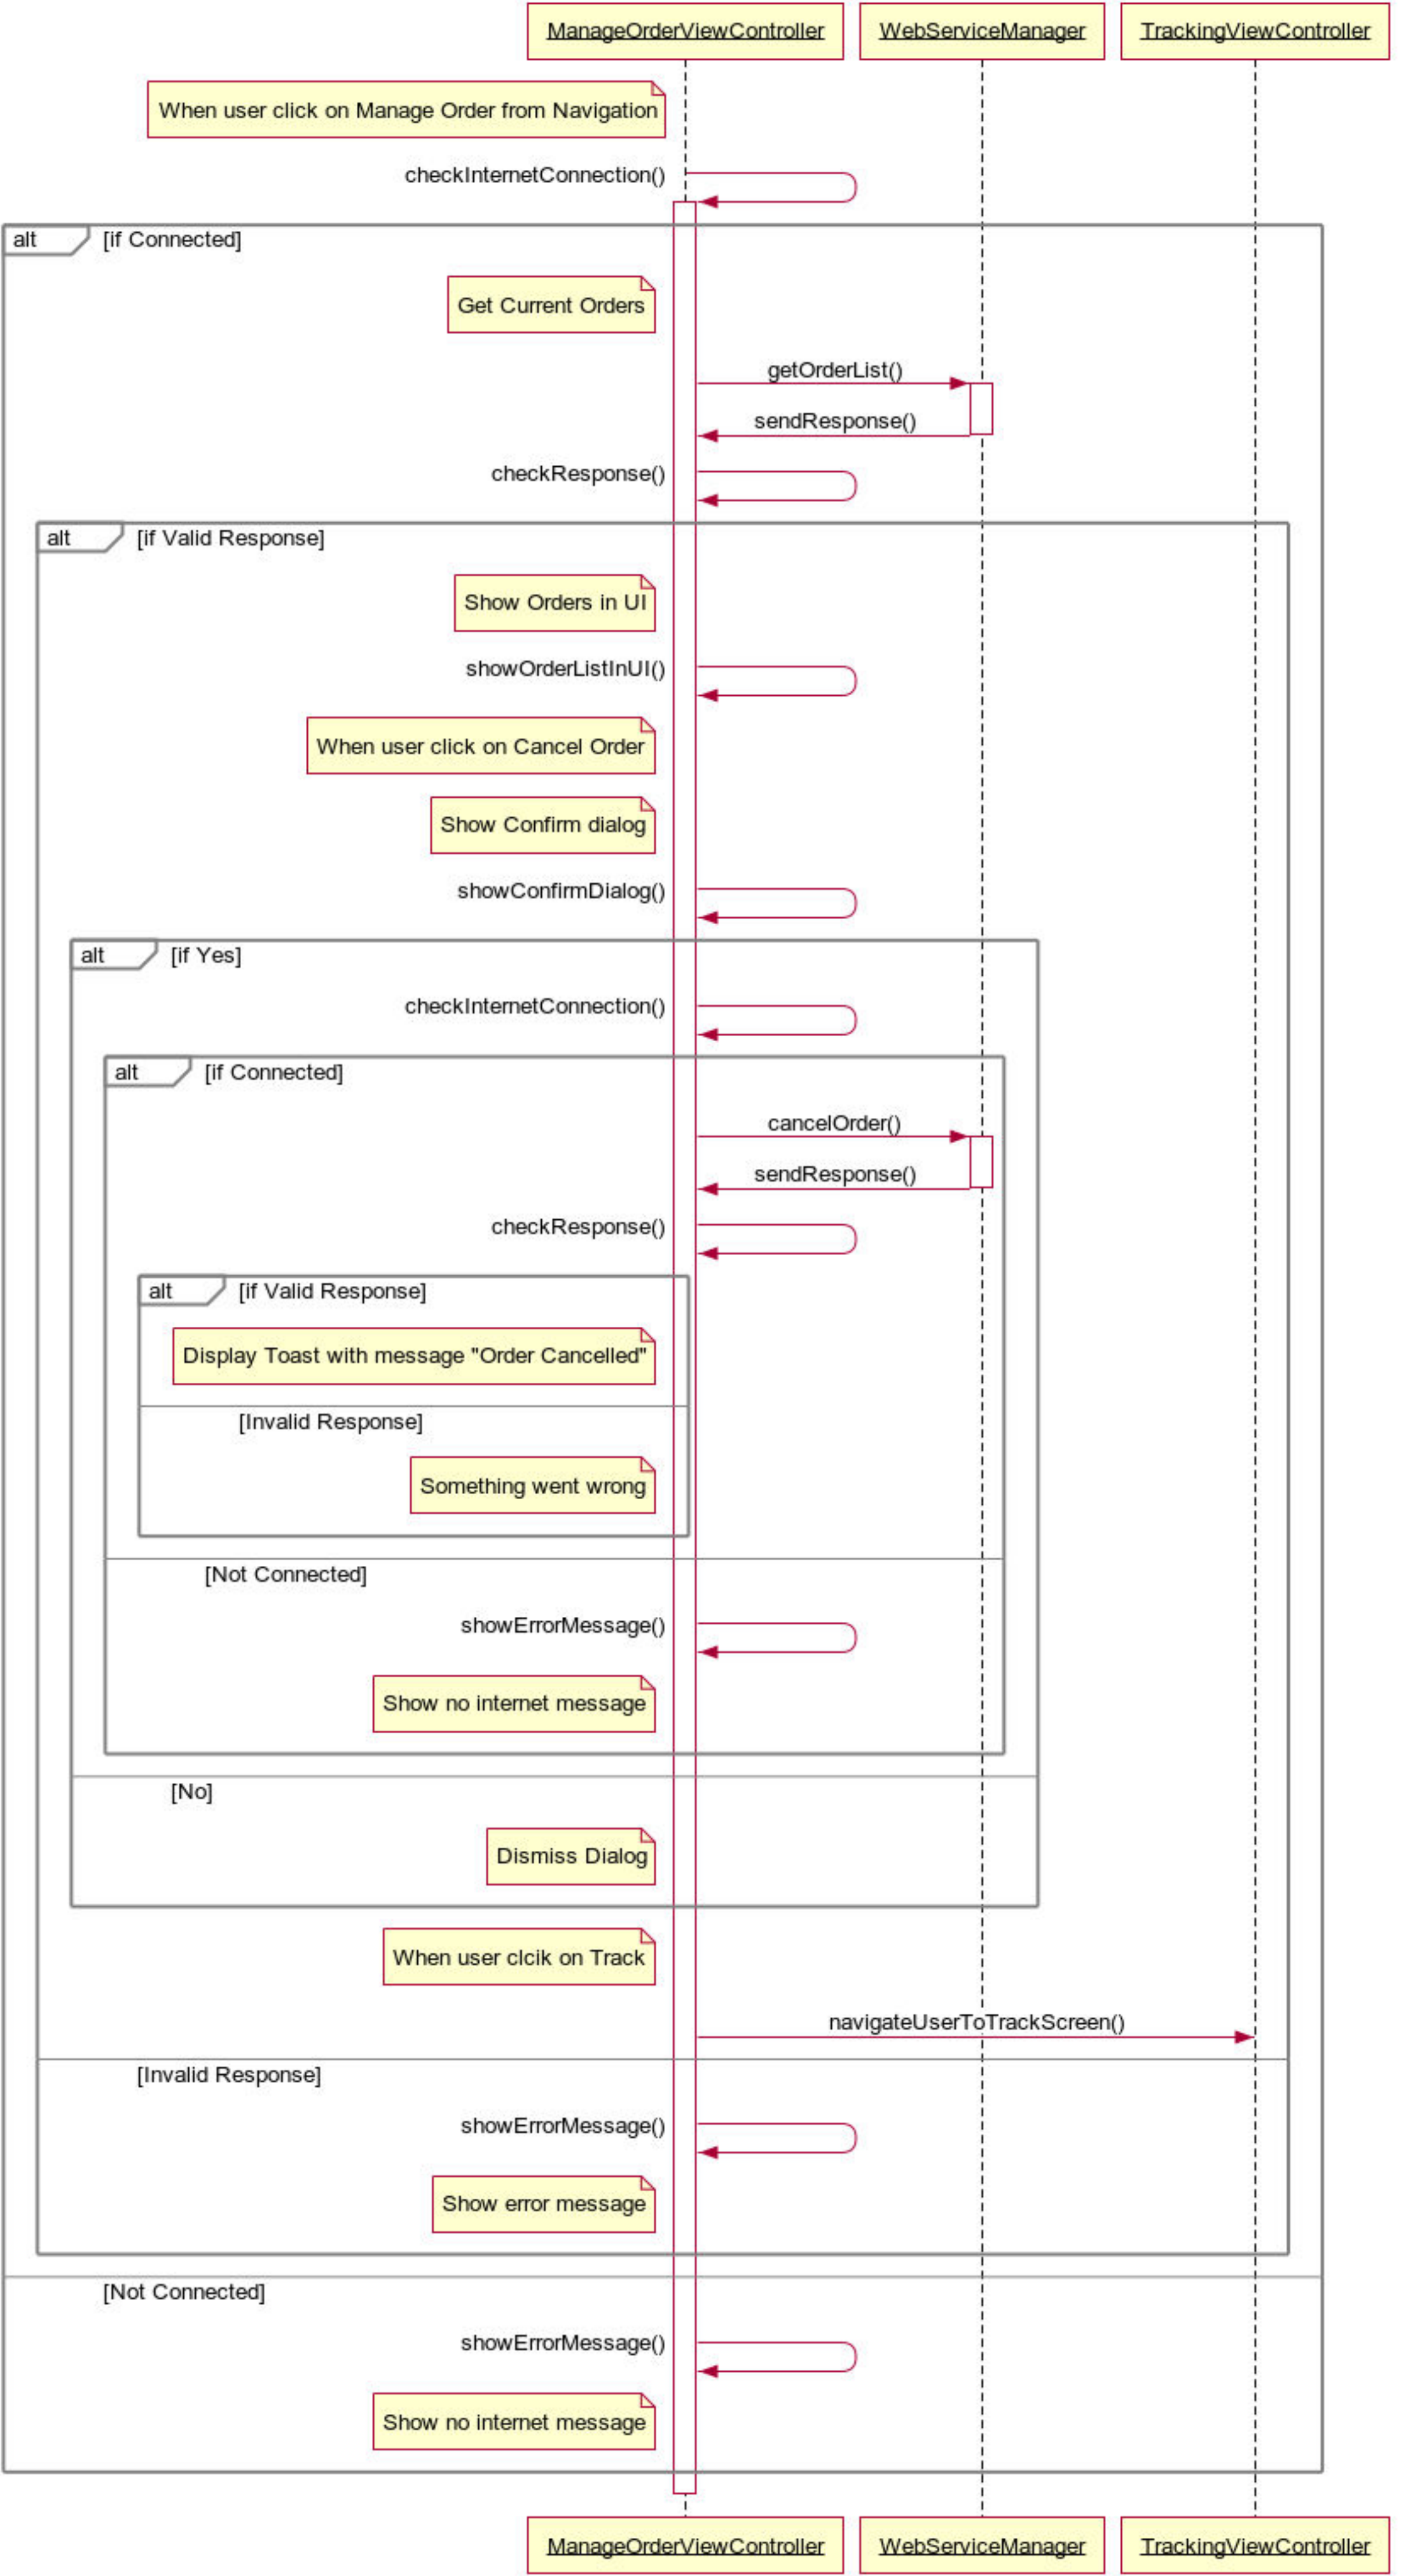 ManageOrderViewController
WebServiceManager
TrackingViewController
When user click on Manage Order from Navigation
checkInternetConnection()
alt
[if Connected]
Get Current Orders
getOrderList()
sendResponse()
checkResponse()
alt
[if Valid Response]
Show Orders in UI
showOrderListInUI()
When user click on Cancel Order
Show Confirm dialog
showConfirmDialog()
alt
[if Yes]
checkInternetConnection()
alt
[if Connected]
cancelOrder()
sendResponse()
checkResponse()
alt
[if Valid Response]
Display Toast with message "Order Cancelled"
[Invalid Response]
Something went wrong
[Not Connected]
showErrorMessage()
Show no internet message
[No]
Dismiss Dialog
When user clcik on Track
navigateUserToTrackScreen()
[Invalid Response]
showErrorMessage()
Show error message
[Not Connected]
showErrorMessage()
Show no internet message
ManageOrderViewController
WebServiceManager
TrackingViewController